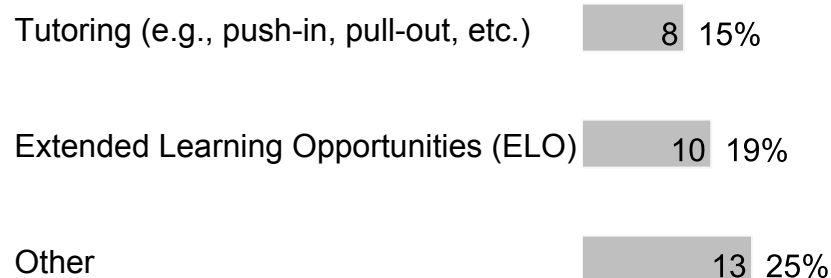 Tutoring (e.g., push-in, pull-out, etc.) 8 15%
Extended Learning Opportunities (ELO) 10 19%
Other 13 25%